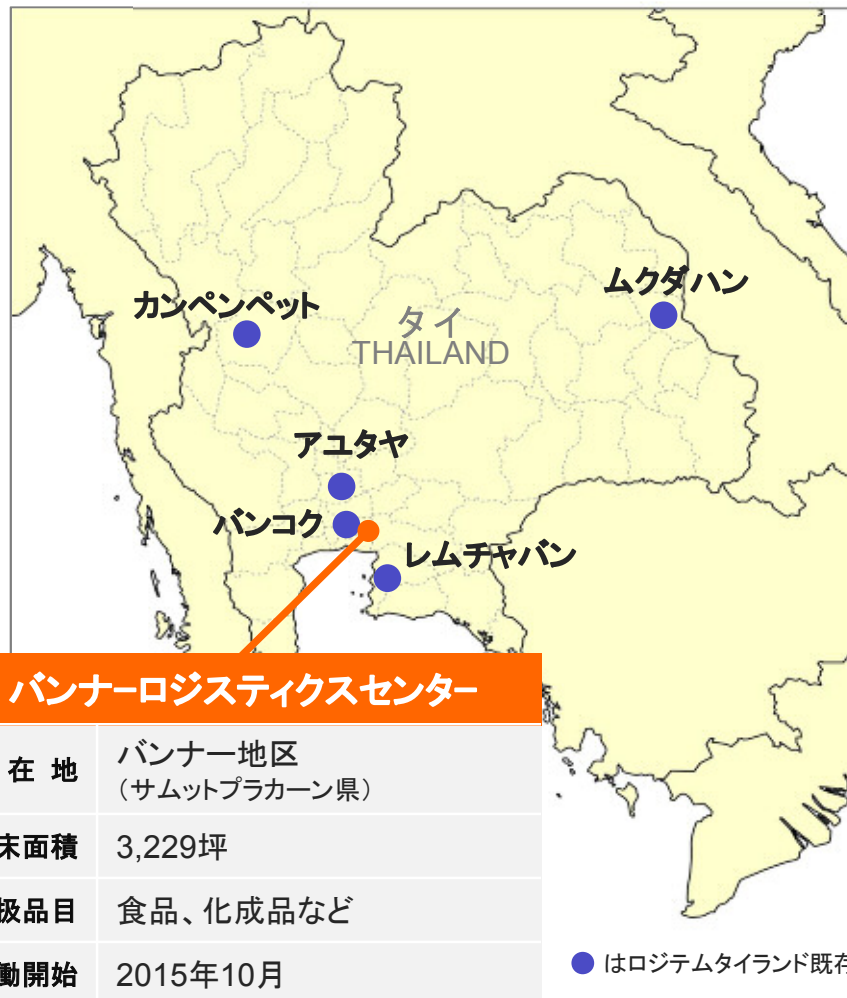 ムクダハン
カンペンペット
タイ
THAILAND
アユタヤ
バンコク
レムチャバン
バンナーロジスティクスセンター
在 地
バンナー地区
（サムットプラカーン県）
床面積
3,229坪
扱品目
食品、化成品など
働開始
2015年10月
はロジテムタイランド既存